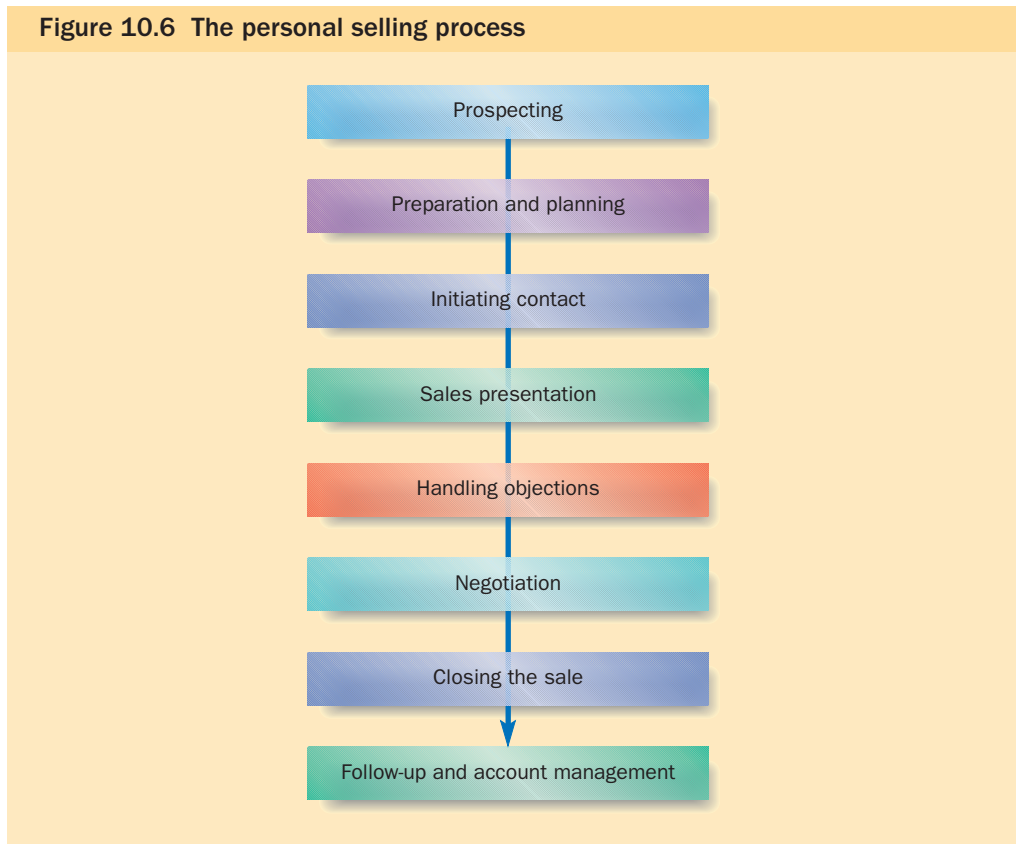 Figure 10.6 The personal selling process
Prospecting
Preparation and planning
Initiating contact
Sales presentation
Handling objections
Negotiation
Closing the sale
Follow-up and account management